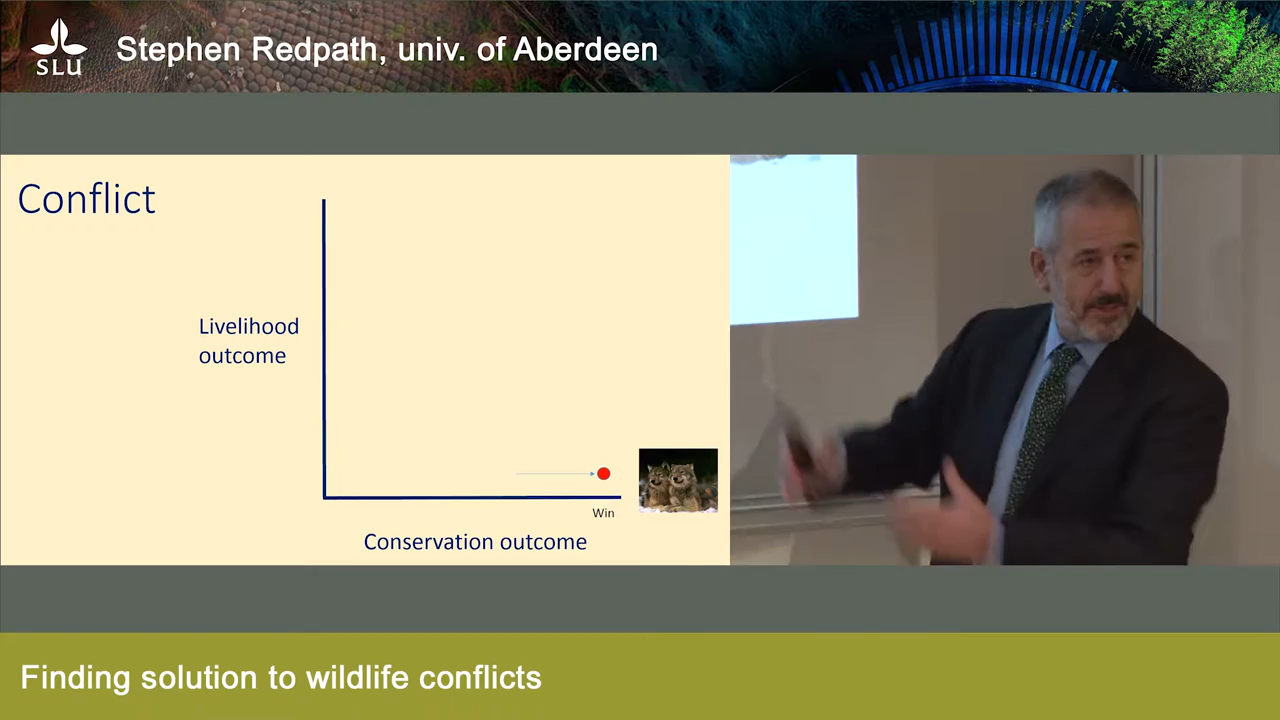 SLU
Stephen Redpath, univ. of Aberdeen
Conflict
Livelihood
outcome
Win
Conservation outcome
Finding solution to wildlife conflicts